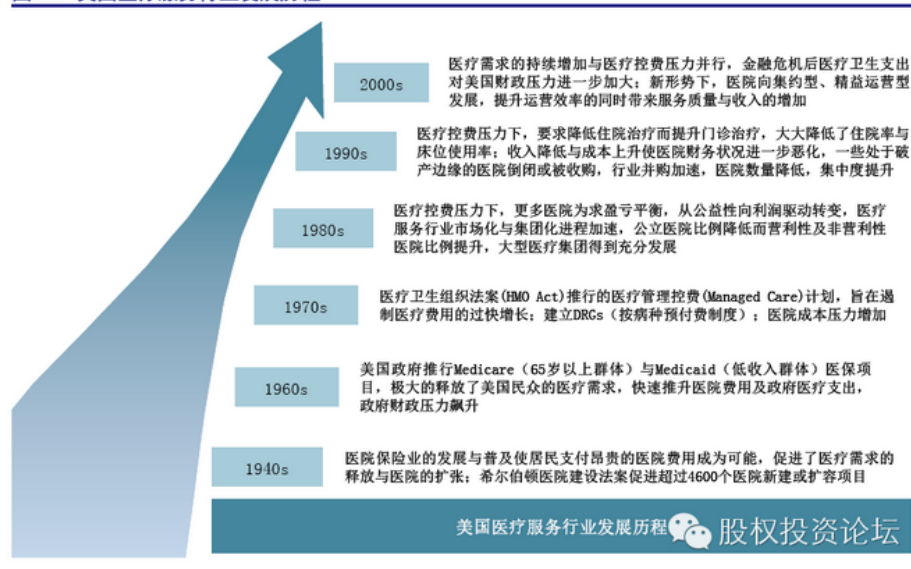 2000s
医疗需求的持续增加与医疗控费压力并行，金融危机后医疗卫生支出
对美国财政压力进一步加大；新形势下，医院向集约型、精益运营型
发展，提升运营效率的同时带来服务质量与收入的增加
1990s
医疗控费压力下，要求降低住院治疗而提升门诊治疗，大大降低了住院率与
床位使用率；收入降低与成本上升使医院财务状况进一步恶化，一些处于破
产边缘的医院倒闭或被收购，行业并购加速，医院数量降低，集中度提升
1980s
医疗控费压力下，更多医院为求盈亏平衡，从公益性向利润驱动转变，医疗
服务行业市场化与集团化进程加速，公立医院比例降低而营利性及非营利性
医院比例提升，大型医疗集团得到充分发展
1970s
医疗卫生组织法案(HMO Act)推行的医疗管理控费(Managed Care)计划，旨在遏
制医疗费用的过快增长；建立DRGs（按病种预付费制度）；医院成本压力增加
1960s
美国政府推行Medicare（65岁以上群体）与Medicaid（低收入群体）医保项
目，极大的释放了美国民众的医疗需求，快速推升医院费用及政府医疗支出，
政府财政压力飙升
1940s
医院保险业的发展与普及使居民支付昂贵的医院费用成为可能，促进了医疗需求的
释放与医院的扩张；希尔伯顿医院建设法案促进超过4600个医院新建或扩容项目
美国医疗服务行业发展历程
股权投资论坛